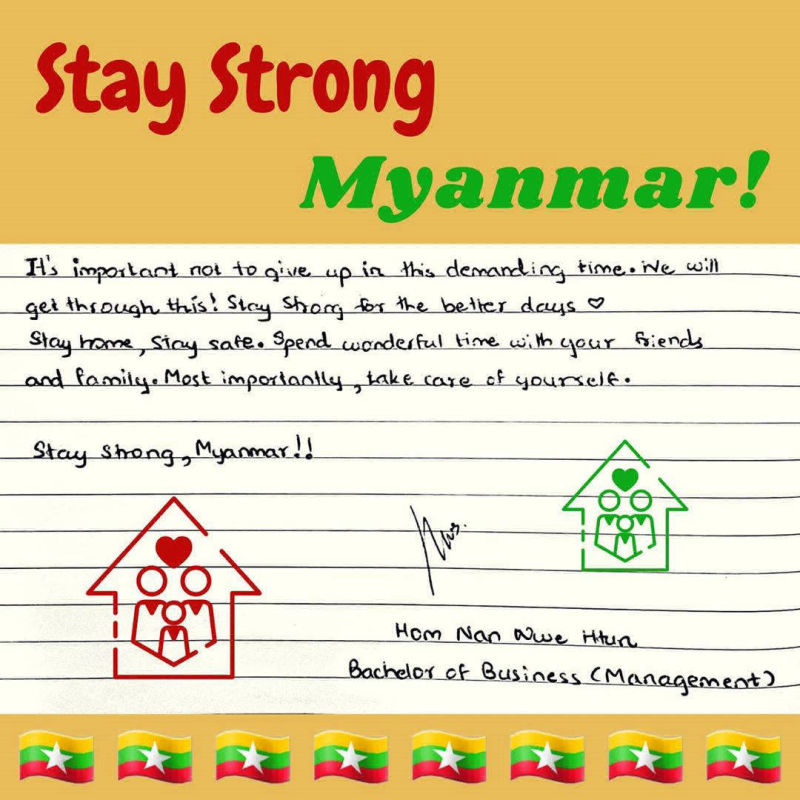 Stay Strong
Myanmar!
It's important not to give up in this demanding time. We will
get through this! Stay Strong for the better days ♡
Stay home, Stay safe. Spend wonderful time with your friends
and family. Most importantly, take care of yourself.
Stay strong, Myanmar!!
Hom Nan Nwe Htun
Bachelor of Business (Management)